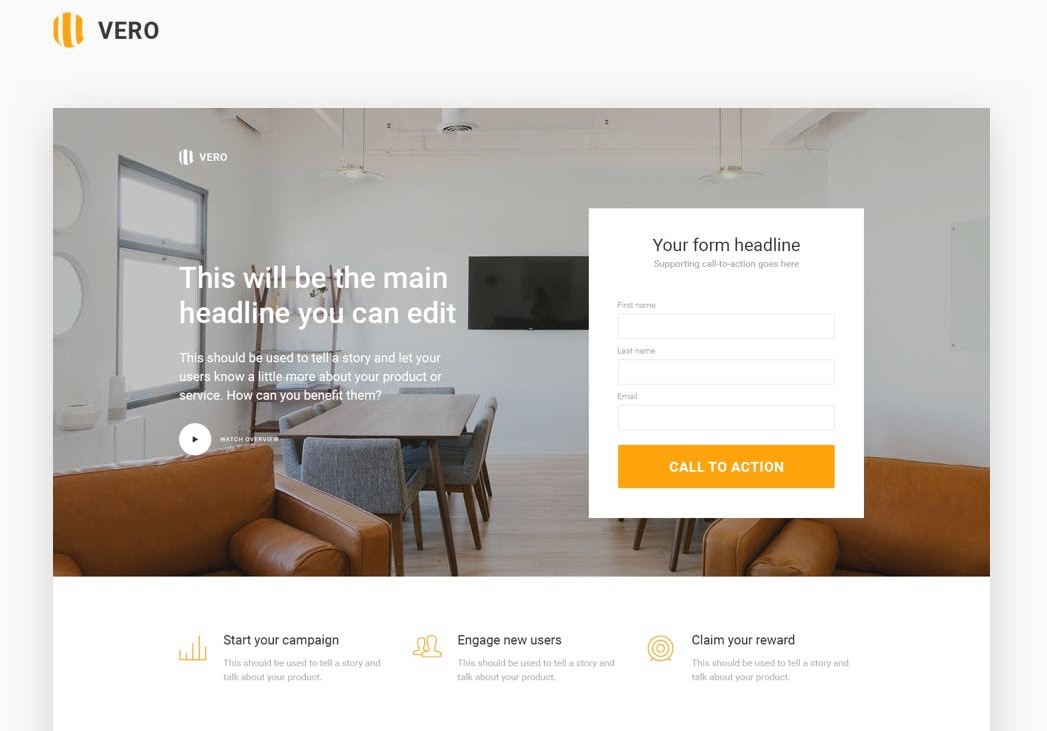 VERO
VERO
This will be the main
headline you can edit
This should be used to tell a story and let your
users know a little more about your product or
service. How can you benefit them?
WATCH OVERVIEW
Your form headline
Supporting call-to-action goes here
First name
Last name
Email
CALL TO ACTION
Start your campaign
This should be used to tell a story and
talk about your product.
Engage new users
This should be used to tell a story and
talk about your product.
Claim your reward
This should be used to tell a story and
talk about your product.